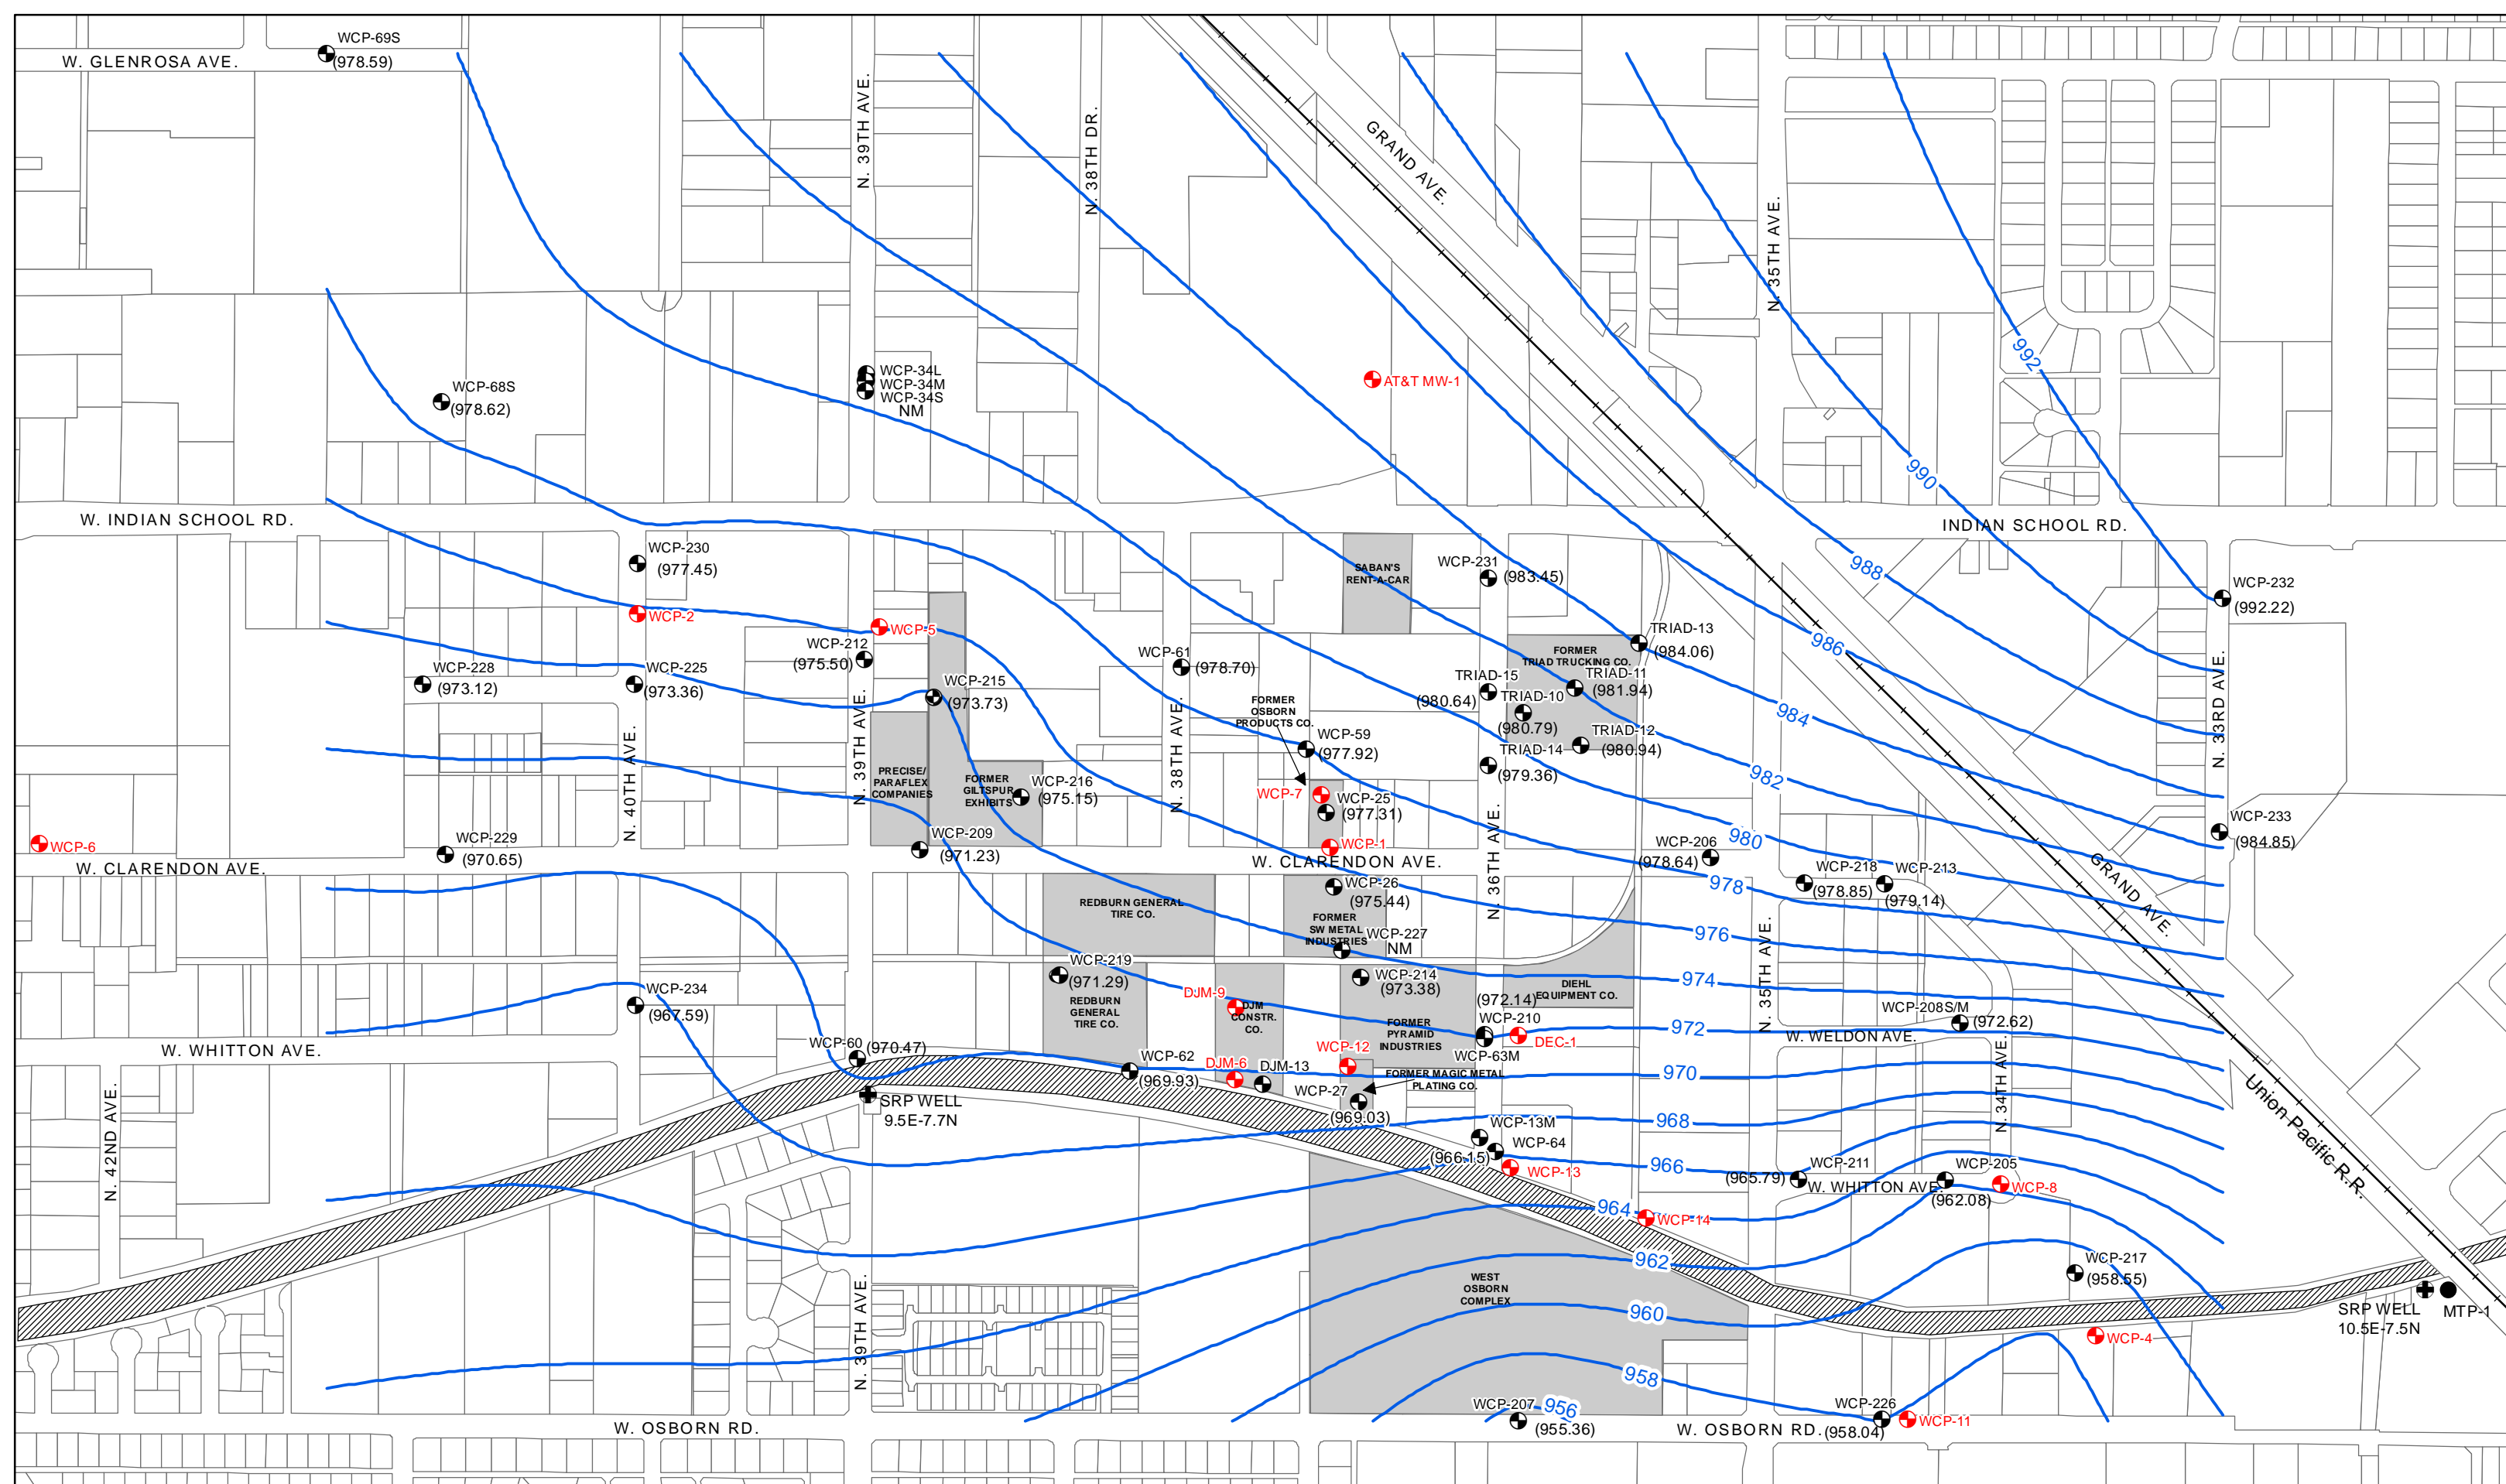 WCP-69S
(978.59)
W. GLENROSA AVE.
N. 39TH AVE.
N. 38TH DR.
GRAND AVE.
N. 35TH AVE.
992
WCP-34L
WCP-34M
WCP-34S
NM
WCP-68S
(978.62)
AT&T MW-1
990
W. INDIAN SCHOOL RD.
INDIAN SCHOOL RD.
WCP-230
(977.45)
WCP-231
(983.45)
SABAN'S
RENT-A-CAR
988
WCP-232
(992.22)
WCP-2
WCP-5
WCP-212
(975.50)
WCP-61
(978.70)
TRIAD-13
(984.06)
986
FORMER
TRIAD TRUCKING CO.
WCP-228
(973.12)
WCP-225
(973.36)
WCP-215
(973.73)
TRIAD-15
(980.64)
TRIAD-11
(981.94)
TRIAD-10
(980.79)
FORMER
OSBORN
PRODUCTS CO.
984
N. 33RD AVE.
N. 40TH AVE.
N. 39TH AVE.
N. 38TH AVE.
WCP-59
(977.92)
TRIAD-12
(980.94)
TRIAD-14
(979.36)
982
PRECISE/
PARAFLEX
COMPANIES
FORMER
GILTSPUR
EXHIBITS
WCP-216
(975.15)
WCP-7
WCP-25
(977.31)
WCP-1
N. 36TH AVE.
980
WCP-233
(984.85)
WCP-6
WCP-229
(970.65)
WCP-209
(971.23)
W. CLARENDON AVE.
W. CLARENDON AVE.
WCP-206
(978.64)
978
WCP-218
(978.85)
WCP-213
(979.14)
GRAND AVE.
WCP-26
(975.44)
REDBURN GENERAL
TIRE CO.
FORMER
SW METAL
INDUSTRIES
WCP-227
NM
976
N. 35TH AVE.
WCP-219
(971.29)
REDBURN
GENERAL
TIRE CO.
WCP-214
(973.38)
974
DIEHL
EQUIPMENT CO.
WCP-234
(967.59)
DJM-9
DJM
CONSTR.
CO.
(972.14)
WCP-210
DEC-1
972
WCP-208S/M
(972.62)
W. WELDON AVE.
FORMER
PYRAMID
INDUSTRIES
W. WHITTON AVE.
WCP-60
(970.47)
WCP-62
(969.93)
DJM-6
DJM-13
WCP-12
WCP-63M
FORMER MAGIC METAL
PLATING CO.
970
N. 34TH AVE.
WCP-27
(969.03)
SRP WELL
9.5E-7.7N
N. 42ND AVE.
968
WCP-13M
WCP-64
(966.15)
WCP-13
966
WCP-211
(965.79)
W. WHITTON AVE.
WCP-205
(962.08)
WCP-8
Union Pacific R.R.
964
WCP-14
962
WCP-217
(958.55)
WEST
OSBORN
COMPLEX
960
SRP WELL
10.5E-7.5N
MTP-1
WCP-4
N. 39TH AVE.
958
WCP-207
(955.36)
956
WCP-226
(958.04)
WCP-11
W. OSBORN RD.
W. OSBORN RD.